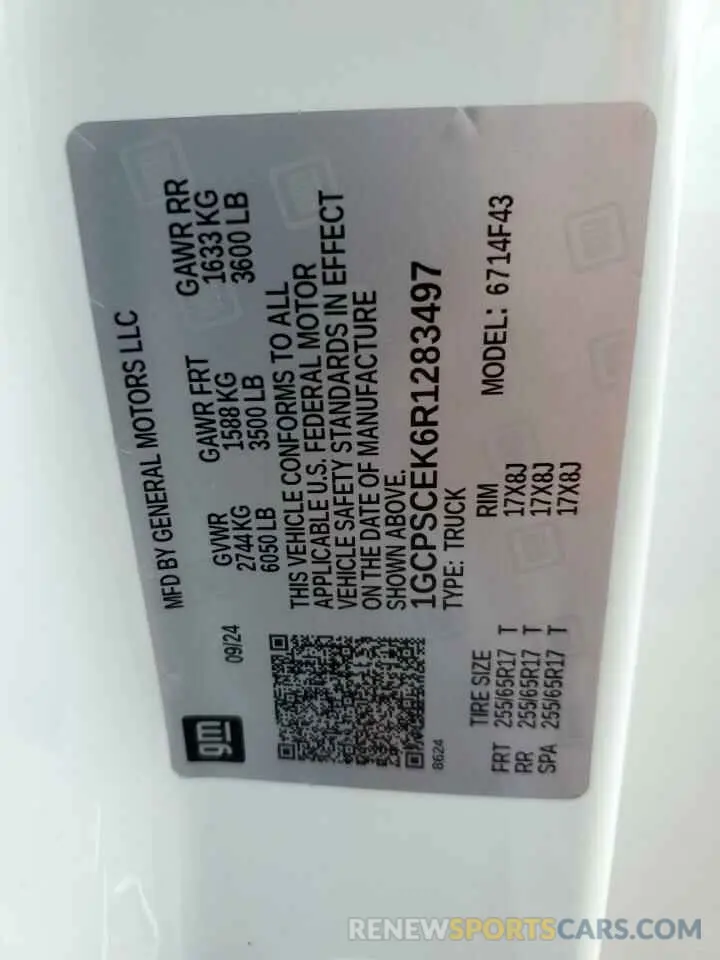 gm
09/24
MFD BY GENERAL MOTORS LLC
GVWR GAWR FRT GAWR RR
2744 KG 1588 KG 1633 KG
6050 LB 3500 LB 3600 LB
THIS VEHICLE CONFORMS TO ALL
APPLICABLE U.S. FEDERAL MOTOR
VEHICLE SAFETY STANDARDS IN EFFECT
ON THE DATE OF MANUFACTURE
SHOWN ABOVE.
1GCPSCEK6R1283497
8624
TYPE: TRUCK
MODEL: 6714F43
TIRE SIZE RIM
FRT 255/65R17 T 17X8J
RR 255/65R17 T 17X8J
SPA 255/65R17 T 17X8J
RENEWSPORTSCARS.COM